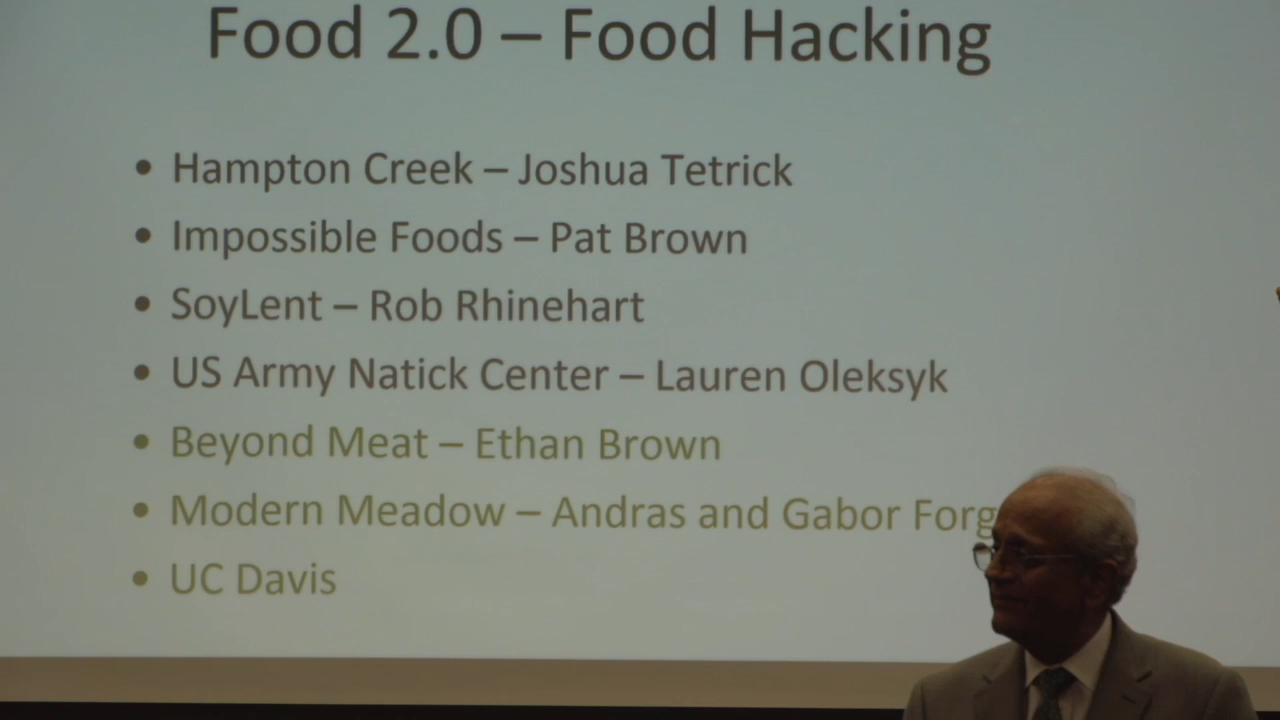 Food 2.0 – Food Hacking
• Hampton Creek – Joshua Tetrick
• Impossible Foods – Pat Brown
• SoyLent – Rob Rhinehart
• US Army Natick Center – Lauren Oleksyk
• Beyond Meat – Ethan Brown
• Modern Meadow – Andras and Gabor
• UC Davis